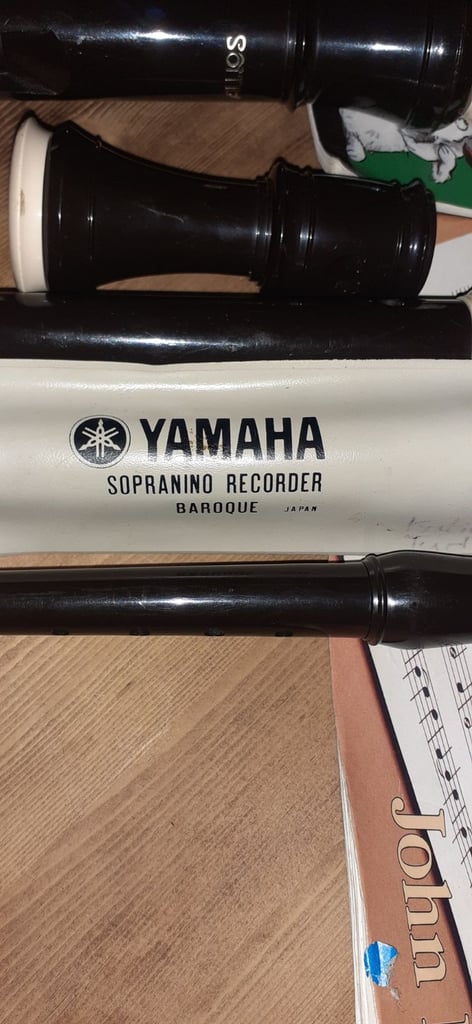 YAMAHA
SOPRANINO RECORDER
BAROQUE JAPAN
John